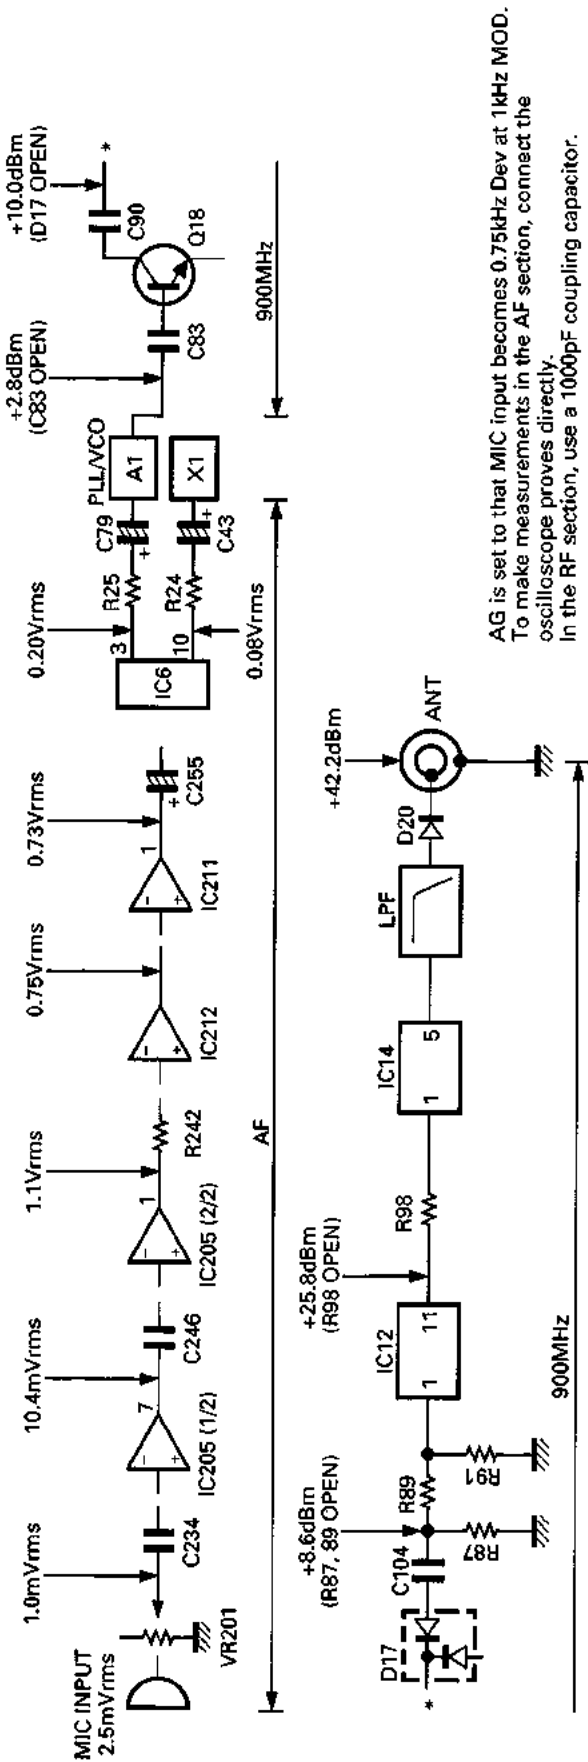 MIC INPUT
2.5mVrms
VR201
1.0mVrms
C234
7
IC205 (1/2)
10.4mVrms
C246
1
IC205 (2/2)
1.1Vrms
R242
IC212
0.75Vrms
1
IC211
0.73Vrms
+
C255
IC6
3
10
0.20Vrms
0.08Vrms
R25
R24
C79
+
C43
+
PLL/VCO
A1
X1
+2.8dBm
(C83 OPEN)
C83
Q18
C90
+10.0dBm
(D17 OPEN)
*
AF
900MHz
*
D17
C104
+8.6dBm
(R87, 89 OPEN)
R87
R89
R91
IC12
1
11
+25.8dBm
(R98 OPEN)
R98
IC14
1
5
LPF
D20
+42.2dBm
ANT
900MHz
AG is set to that MIC input becomes 0.75kHz Dev at 1kHz MOD.
To make measurements in the AF section, connect the
oscilloscope proves directly.
In the RF section, use a 1000pF coupling capacitor.